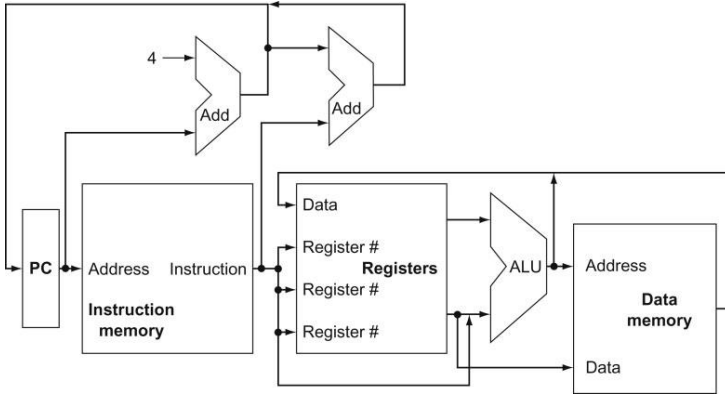 4
Add
Add
Data
PC
Address
Instruction
Instruction
memory
Register #
Registers
Register #
Register #
ALU
Address
Data
memory
Data